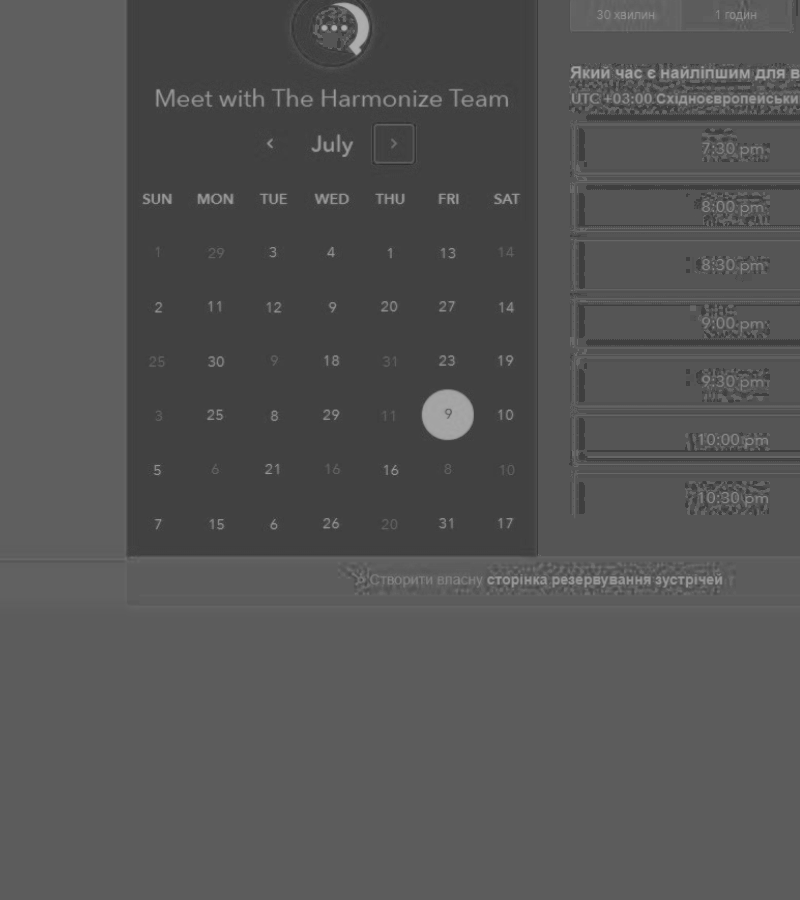 30 хвилин 1 годин
Meet with The Harmonize Team
‹ July ›
SUN MON TUE WED THU FRI SAT
1 29 3 4 1 13 14
2 11 12 9 20 27 14
25 30 9 18 31 23 19
3 25 8 29 11 9 10
5 6 21 16 16 8 10
7 15 6 26 20 31 17
Який час є найліпшим для в
UTC +03:00 Східноєвропейськи
7:30 pm
8:00 pm
8:30 pm
9:00 pm
9:30 pm
10:00 pm
10:30 pm
Створити власну сторінка резервування зустрічей